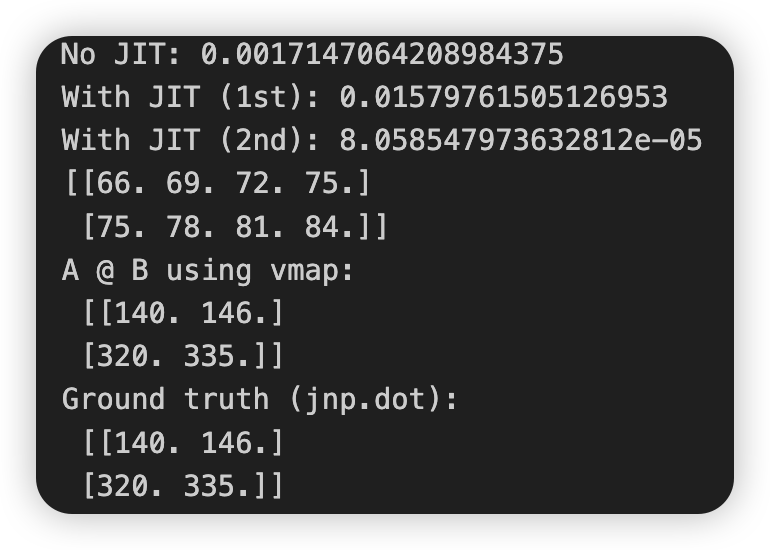 No JIT: 0.0017147064208984375
With JIT (1st): 0.01579761505126953
With JIT (2nd): 8.058547973632812e-05
[[66. 69. 72. 75.]
 [75. 78. 81. 84.]]
A @ B using vmap:
 [[140. 146.]
 [320. 335.]]
Ground truth (jnp.dot):
 [[140. 146.]
 [320. 335.]]